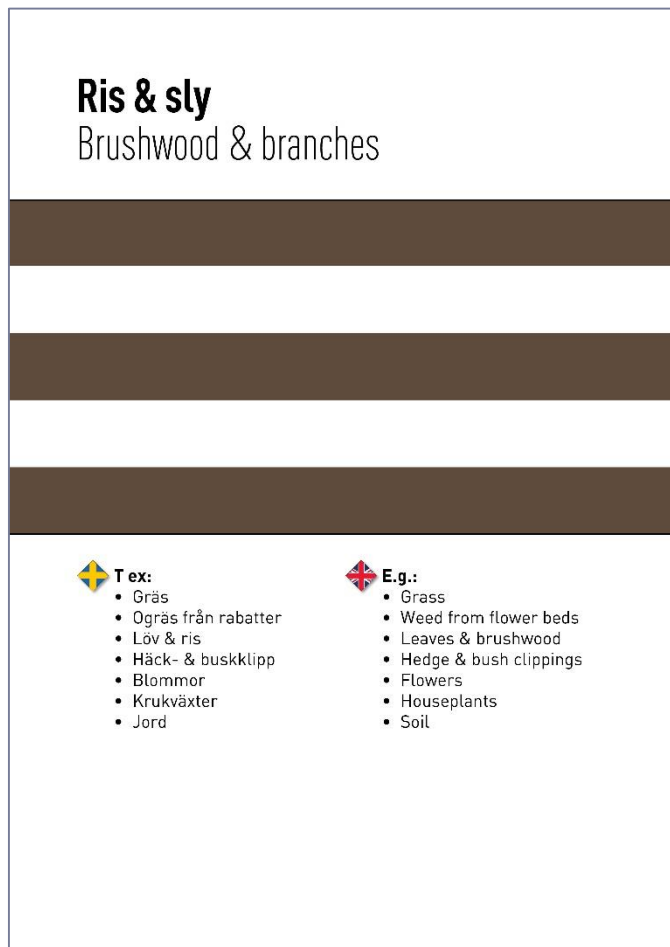 Ris & sly
Brushwood & branches
T ex:
• Gräs
• Ogräs från rabatter
• Löv & ris
• Häck- & buskklipp
• Blommor
• Krukväxter
• Jord
E.g.:
• Grass
• Weed from flower beds
• Leaves & brushwood
• Hedge & bush clippings
• Flowers
• Houseplants
• Soil